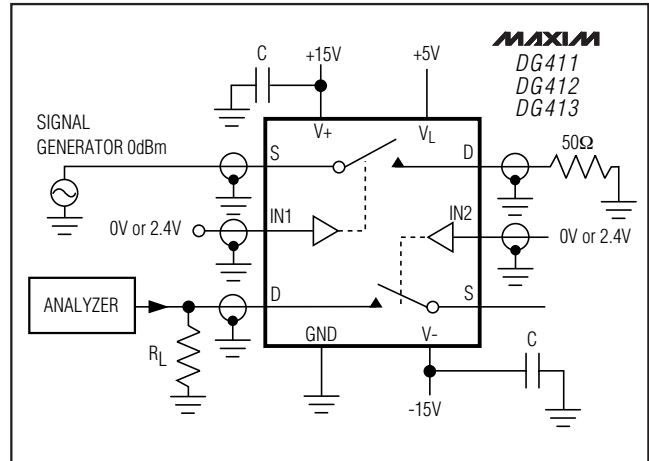 MAXIM
DG411
DG412
DG413
C
+15V
+5V
SIGNAL
GENERATOR 0dBm
V+
VL
S
D
50Ω
IN1
IN2
0V or 2.4V
0V or 2.4V
ANALYZER
D
S
RL
GND
V-
C
-15V